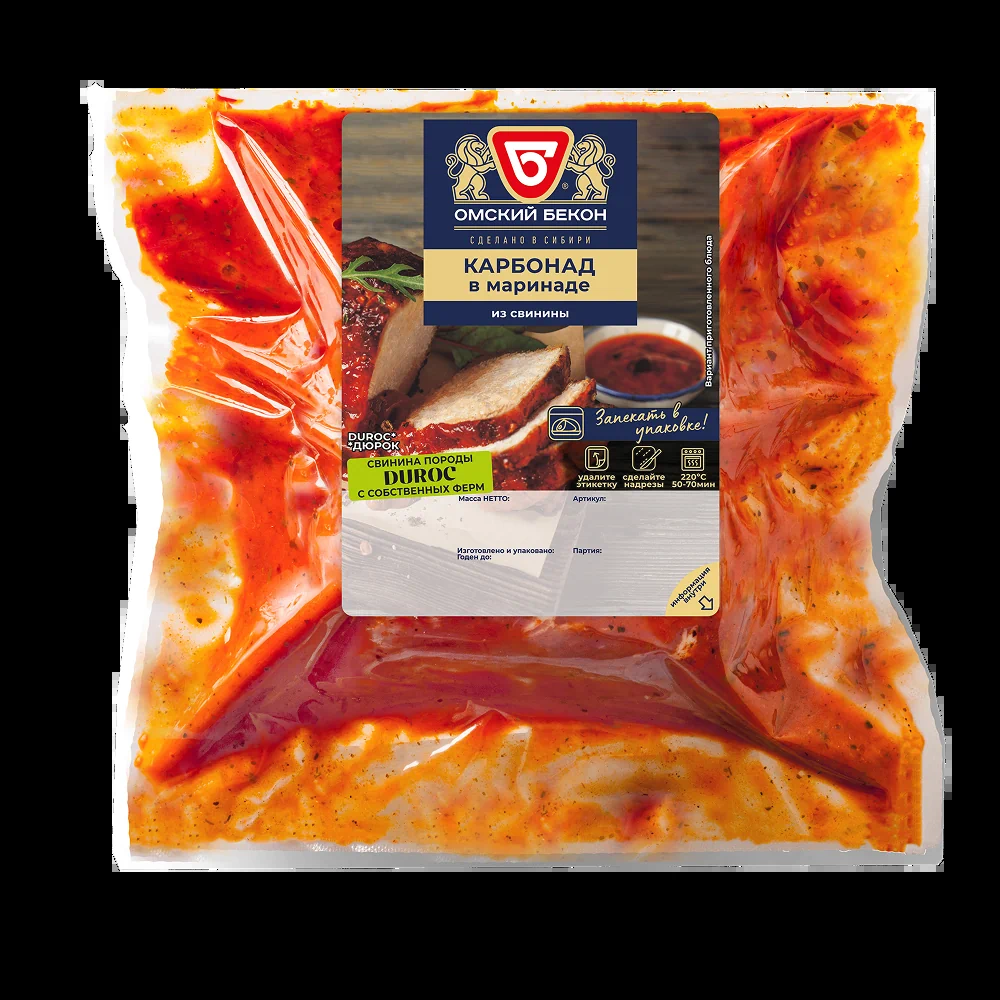 Б
®
ОМСКИЙ БЕКОН
СДЕЛАНО В СИБИРИ
КАРБОНАД
в маринаде
из свинины
Вариант приготовленного блюда
Запекать в
упаковке!
DUROC*
*ДЮРОК
СВИНИНА ПОРОДЫ
DUROC
С СОБСТВЕННЫХ ФЕРМ
удалите
этикетку
сделайте
надрезы
220°С
50-70мин
Масса НЕТТО:
Артикул:
Изготовлено и упаковано:
Годен до:
Партия:
информация
внутри